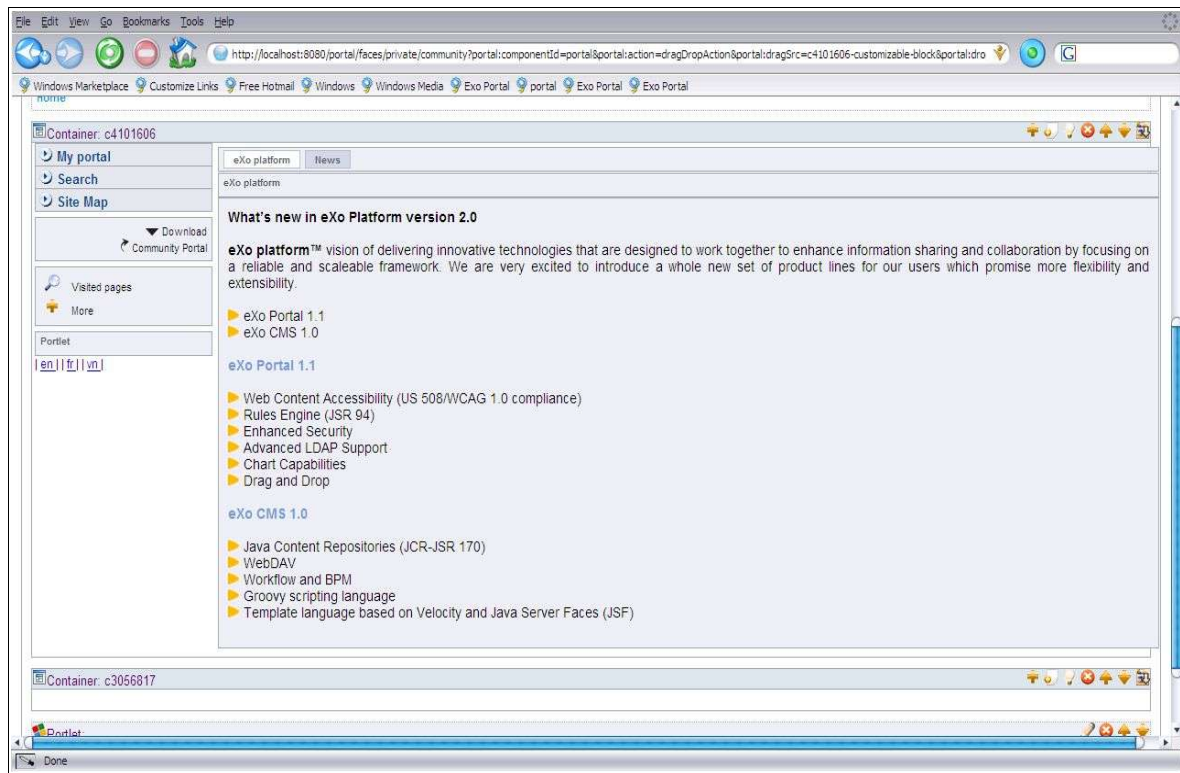 File Edit View Go Bookmarks Tools Help
http://localhost:8080/portal/faces/private/community?portal:componentId=portal&portal:action=dragDropAction&portal:dragSrc=c4101606-customizable-block&portal:dro
G
Windows Marketplace Customize Links Free Hotmail Windows Windows Media Exo Portal portal Exo Portal Exo Portal
Home
Container: c4101606
My portal
Search
Site Map
Download
Community Portal
Visited pages
More
Portlet
| en | | fr | | vn |
eXo platform News
eXo platform
What's new in eXo Platform version 2.0
eXo platform™ vision of delivering innovative technologies that are designed to work together to enhance information sharing and collaboration by focusing on
a reliable and scaleable framework. We are very excited to introduce a whole new set of product lines for our users which promise more flexibility and
extensibility.
eXo Portal 1.1
eXo CMS 1.0
eXo Portal 1.1
Web Content Accessibility (US 508/WCAG 1.0 compliance)
Rules Engine (JSR 94)
Enhanced Security
Advanced LDAP Support
Chart Capabilities
Drag and Drop
eXo CMS 1.0
Java Content Repositories (JCR-JSR 170)
WebDAV
Workflow and BPM
Groovy scripting language
Template language based on Velocity and Java Server Faces (JSF)
Container: c3056817
Portlet:
Done